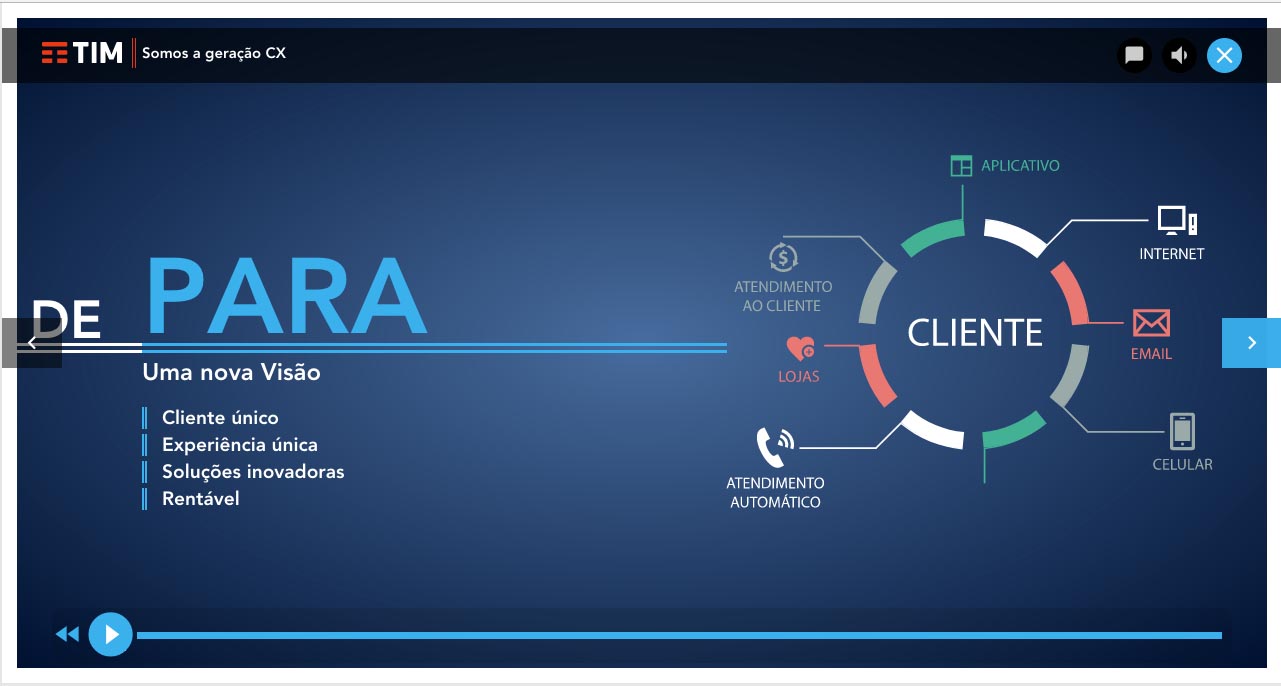 TIM
Somos a geração CX
DE
PARA
Uma nova Visão
Cliente único
Experiência única
Soluções inovadoras
Rentável
APLICATIVO
INTERNET
ATENDIMENTO
AO CLIENTE
CLIENTE
EMAIL
LOJAS
CELULAR
ATENDIMENTO
AUTOMÁTICO